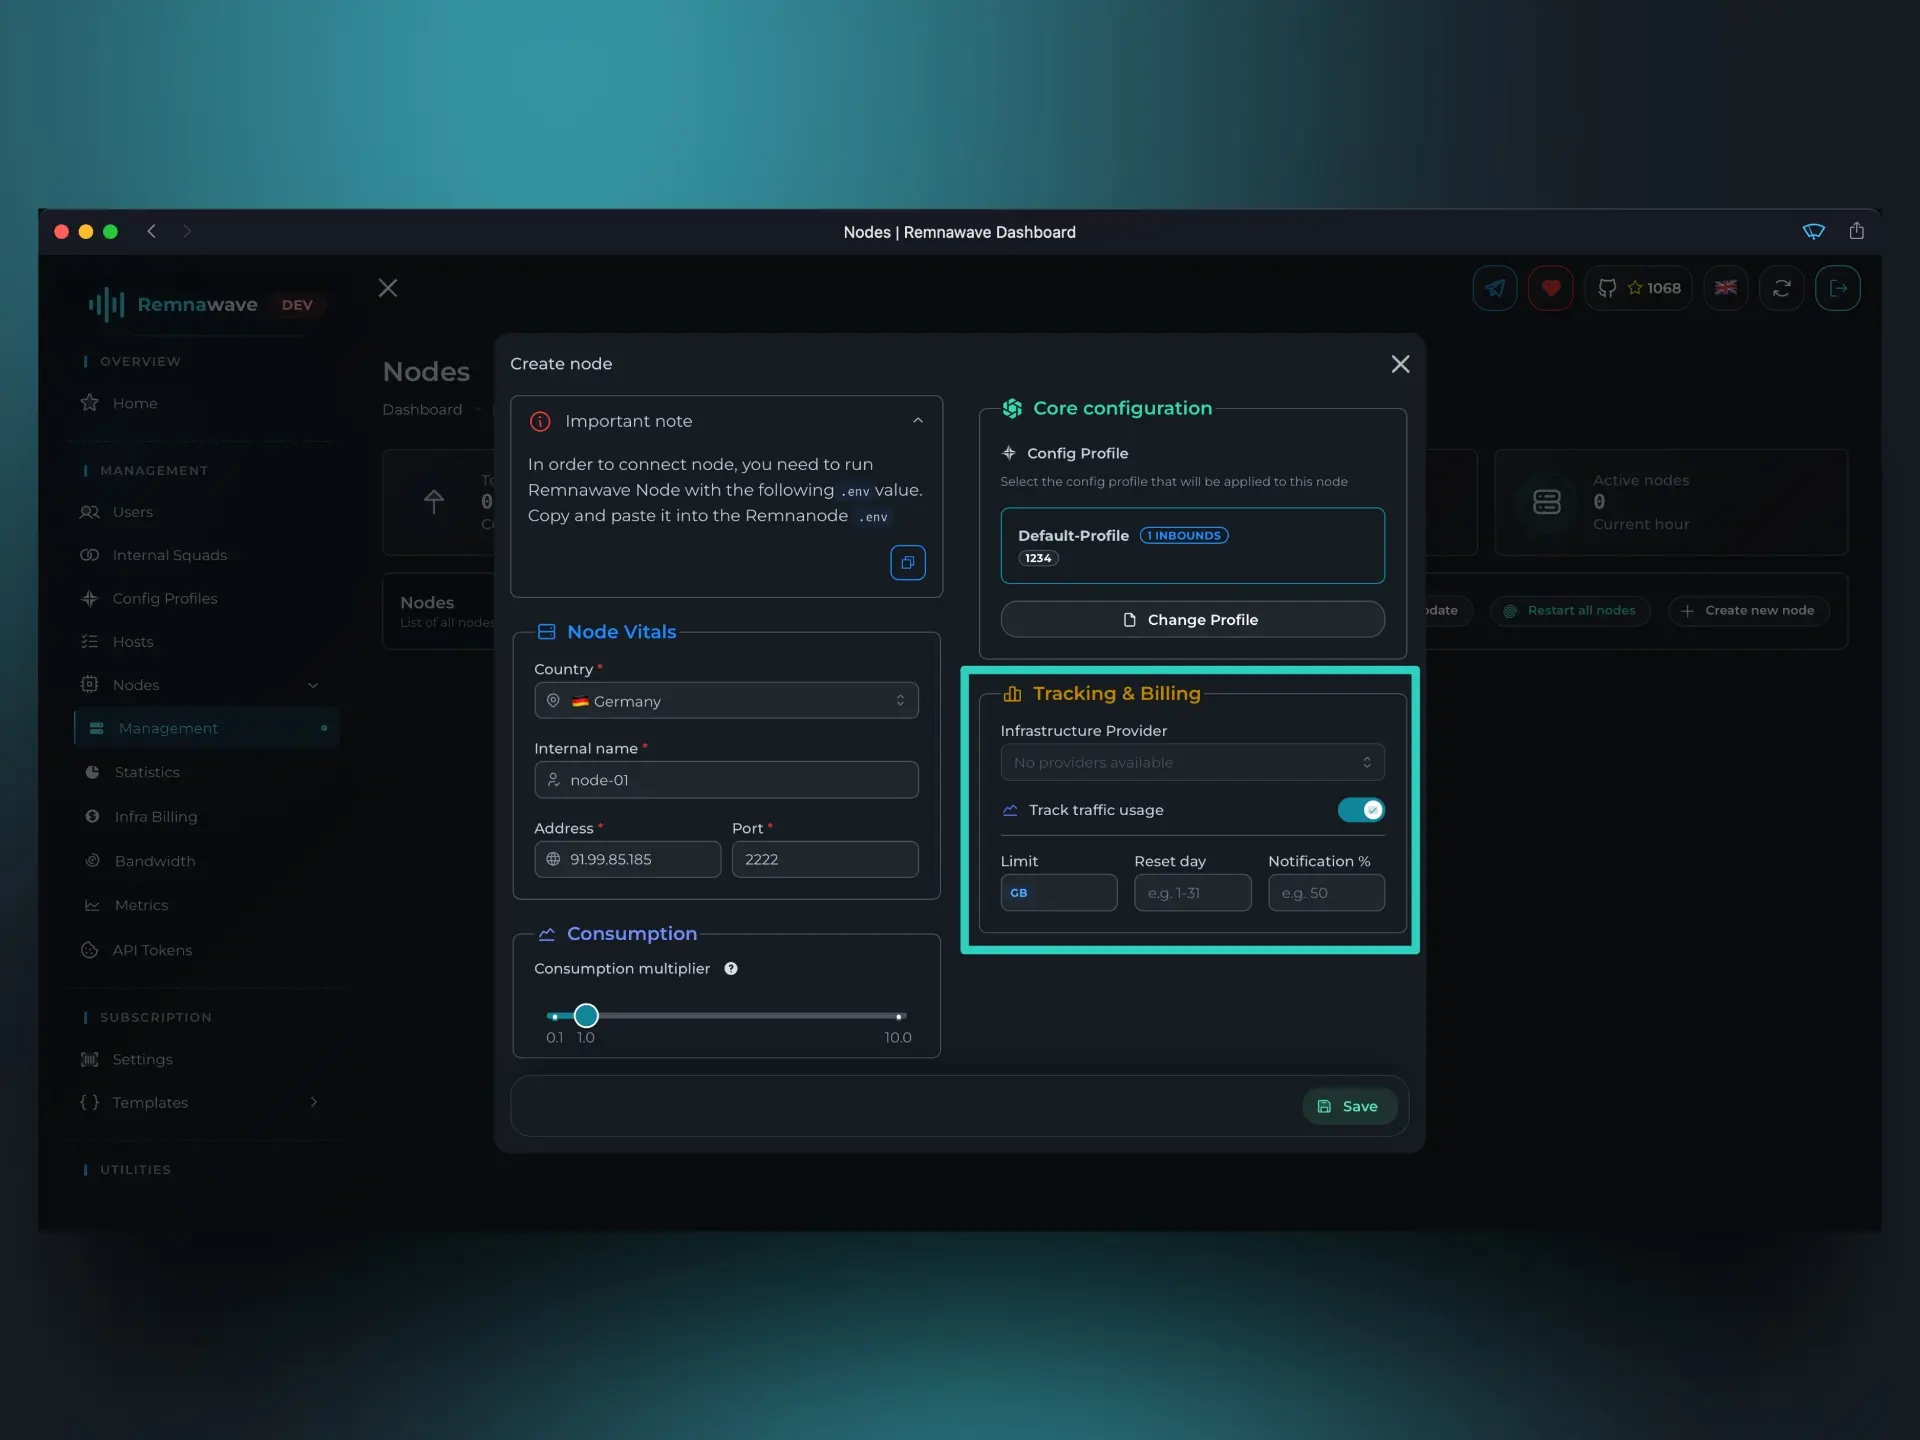 Nodes | Remnawave Dashboard
Remnawave DEV
1068
OVERVIEW
Home
MANAGEMENT
Users
Internal Squads
Config Profiles
Hosts
Nodes
Management
Statistics
Infra Billing
Bandwidth
Metrics
API Tokens
SUBSCRIPTION
Settings
Templates
UTILITIES
Nodes
Dashboard
0
Nodes
List of all nodes
Active nodes
0
Current hour
Restart all nodes
Create new node
Create node
Important note
In order to connect node, you need to run
Remnawave Node with the following .env value.
Copy and paste it into the Remnanode .env
Node Vitals
Country *
Germany
Internal name *
node-01
Address *
Port *
91.99.85.185
2222
Consumption
Consumption multiplier
0.1 1.0 10.0
Core configuration
Config Profile
Select the config profile that will be applied to this node
Default-Profile 1 INBOUNDS
1234
Change Profile
Tracking & Billing
Infrastructure Provider
No providers available
Track traffic usage
Limit Reset day Notification %
GB e.g. 1-31 e.g. 50
Save